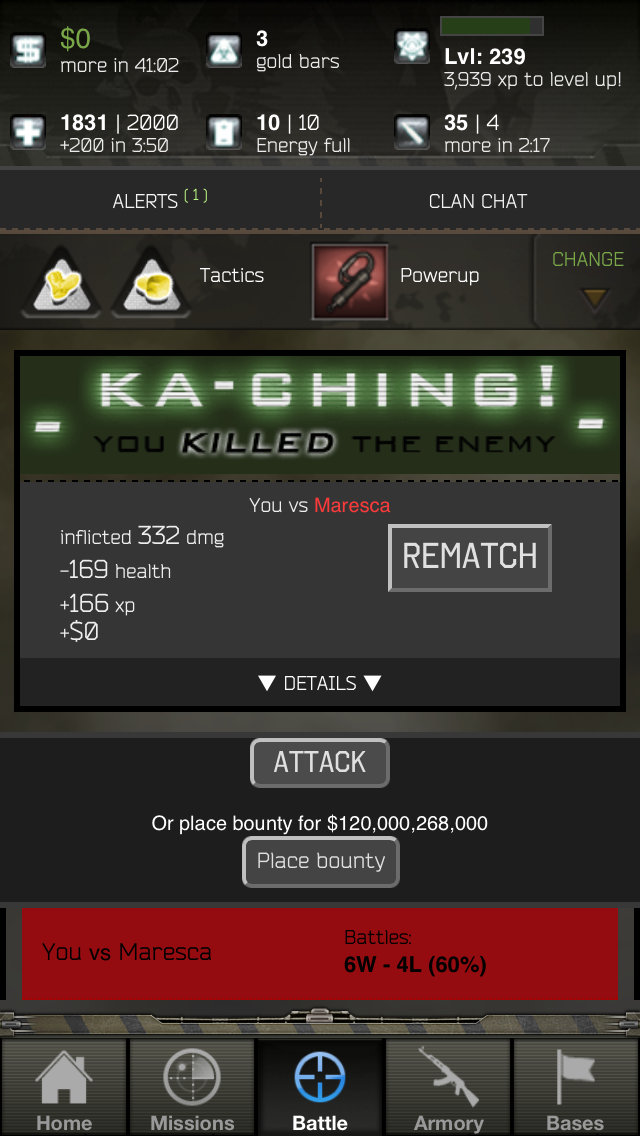 $0
more in 41:02
3
gold bars
Lvl: 239
3,939 xp to level up!
1831 | 2000
+200 in 3:50
10 | 10
Energy full
35 | 4
more in 2:17
ALERTS (1)
CLAN CHAT
Tactics
Powerup
CHANGE
- KA-CHING! -
YOU KILLED THE ENEMY
You vs Maresca
inflicted 332 dmg
-169 health
+166 xp
+$0
REMATCH
▼ DETAILS ▼
ATTACK
Or place bounty for $120,000,268,000
Place bounty
You vs Maresca
Battles:
6W - 4L (60%)
Home
Missions
Battle
Armory
Bases